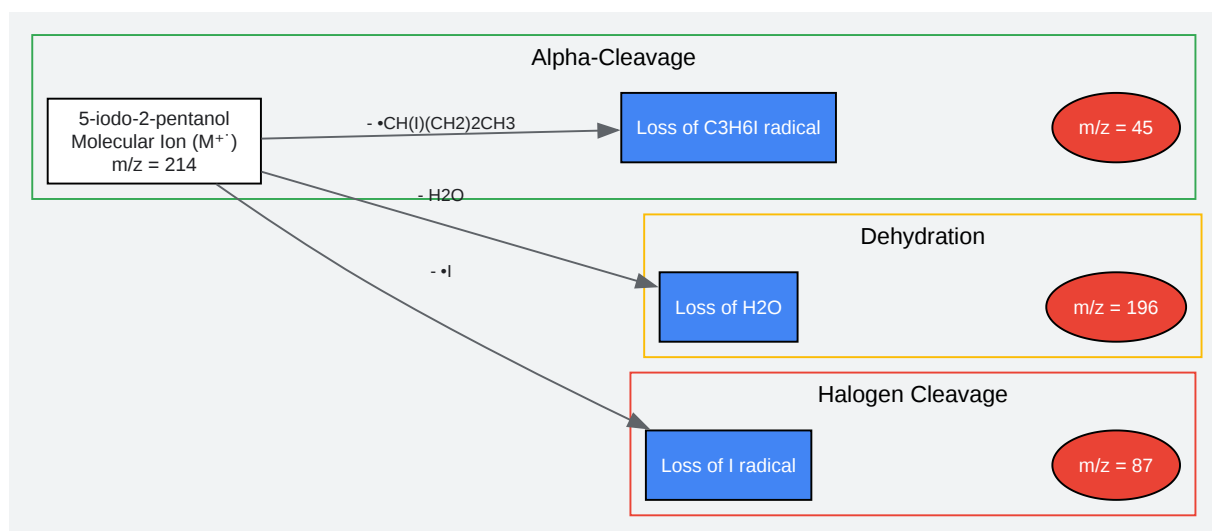 Alpha-Cleavage
5-iodo-2-pentanol
Molecular Ion (M⁺˙)
m/z = 214
- •CH(I)(CH2)2CH3
Loss of C3H6I radical
m/z = 45
- H2O
Dehydration
Loss of H2O
m/z = 196
- •I
Halogen Cleavage
Loss of I radical
m/z = 87